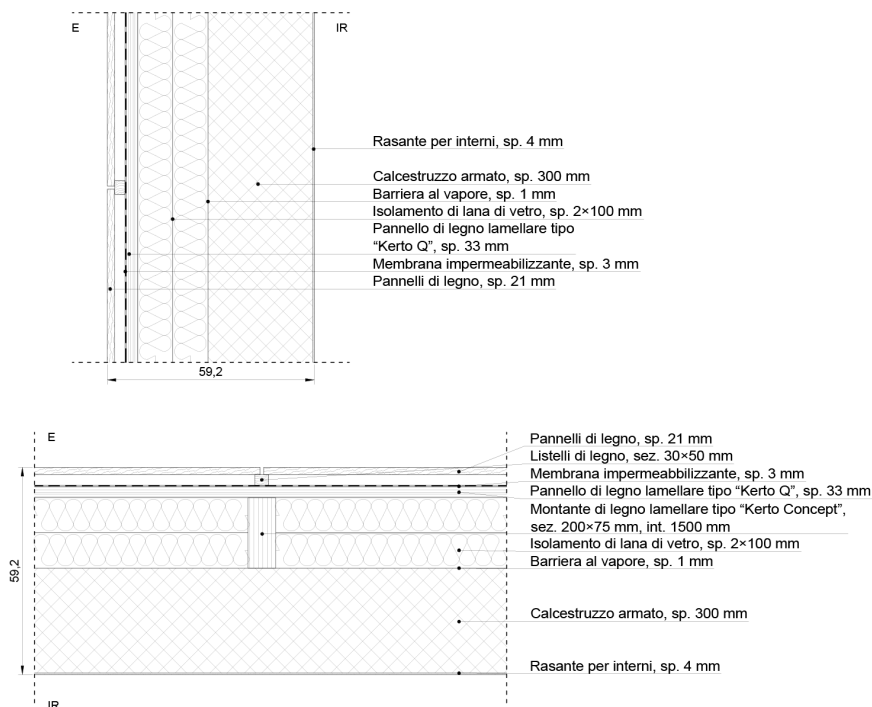 E
IR
Rasante per interni, sp. 4 mm
Calcestruzzo armato, sp. 300 mm
Barriera al vapore, sp. 1 mm
Isolamento di lana di vetro, sp. 2×100 mm
Pannello di legno lamellare tipo
“Kerto Q”, sp. 33 mm
Membrana impermeabilizzante, sp. 3 mm
Pannelli di legno, sp. 21 mm
59,2
E
Pannelli di legno, sp. 21 mm
Listelli di legno, sez. 30×50 mm
Membrana impermeabbilizzante, sp. 3 mm
Pannello di legno lamellare tipo “Kerto Q”, sp. 33 mm
Montante di legno lamellare tipo “Kerto Concept”,
sez. 200×75 mm, int. 1500 mm
Isolamento di lana di vetro, sp. 2×100 mm
Barriera al vapore, sp. 1 mm
59,2
Calcestruzzo armato, sp. 300 mm
Rasante per interni, sp. 4 mm
IR